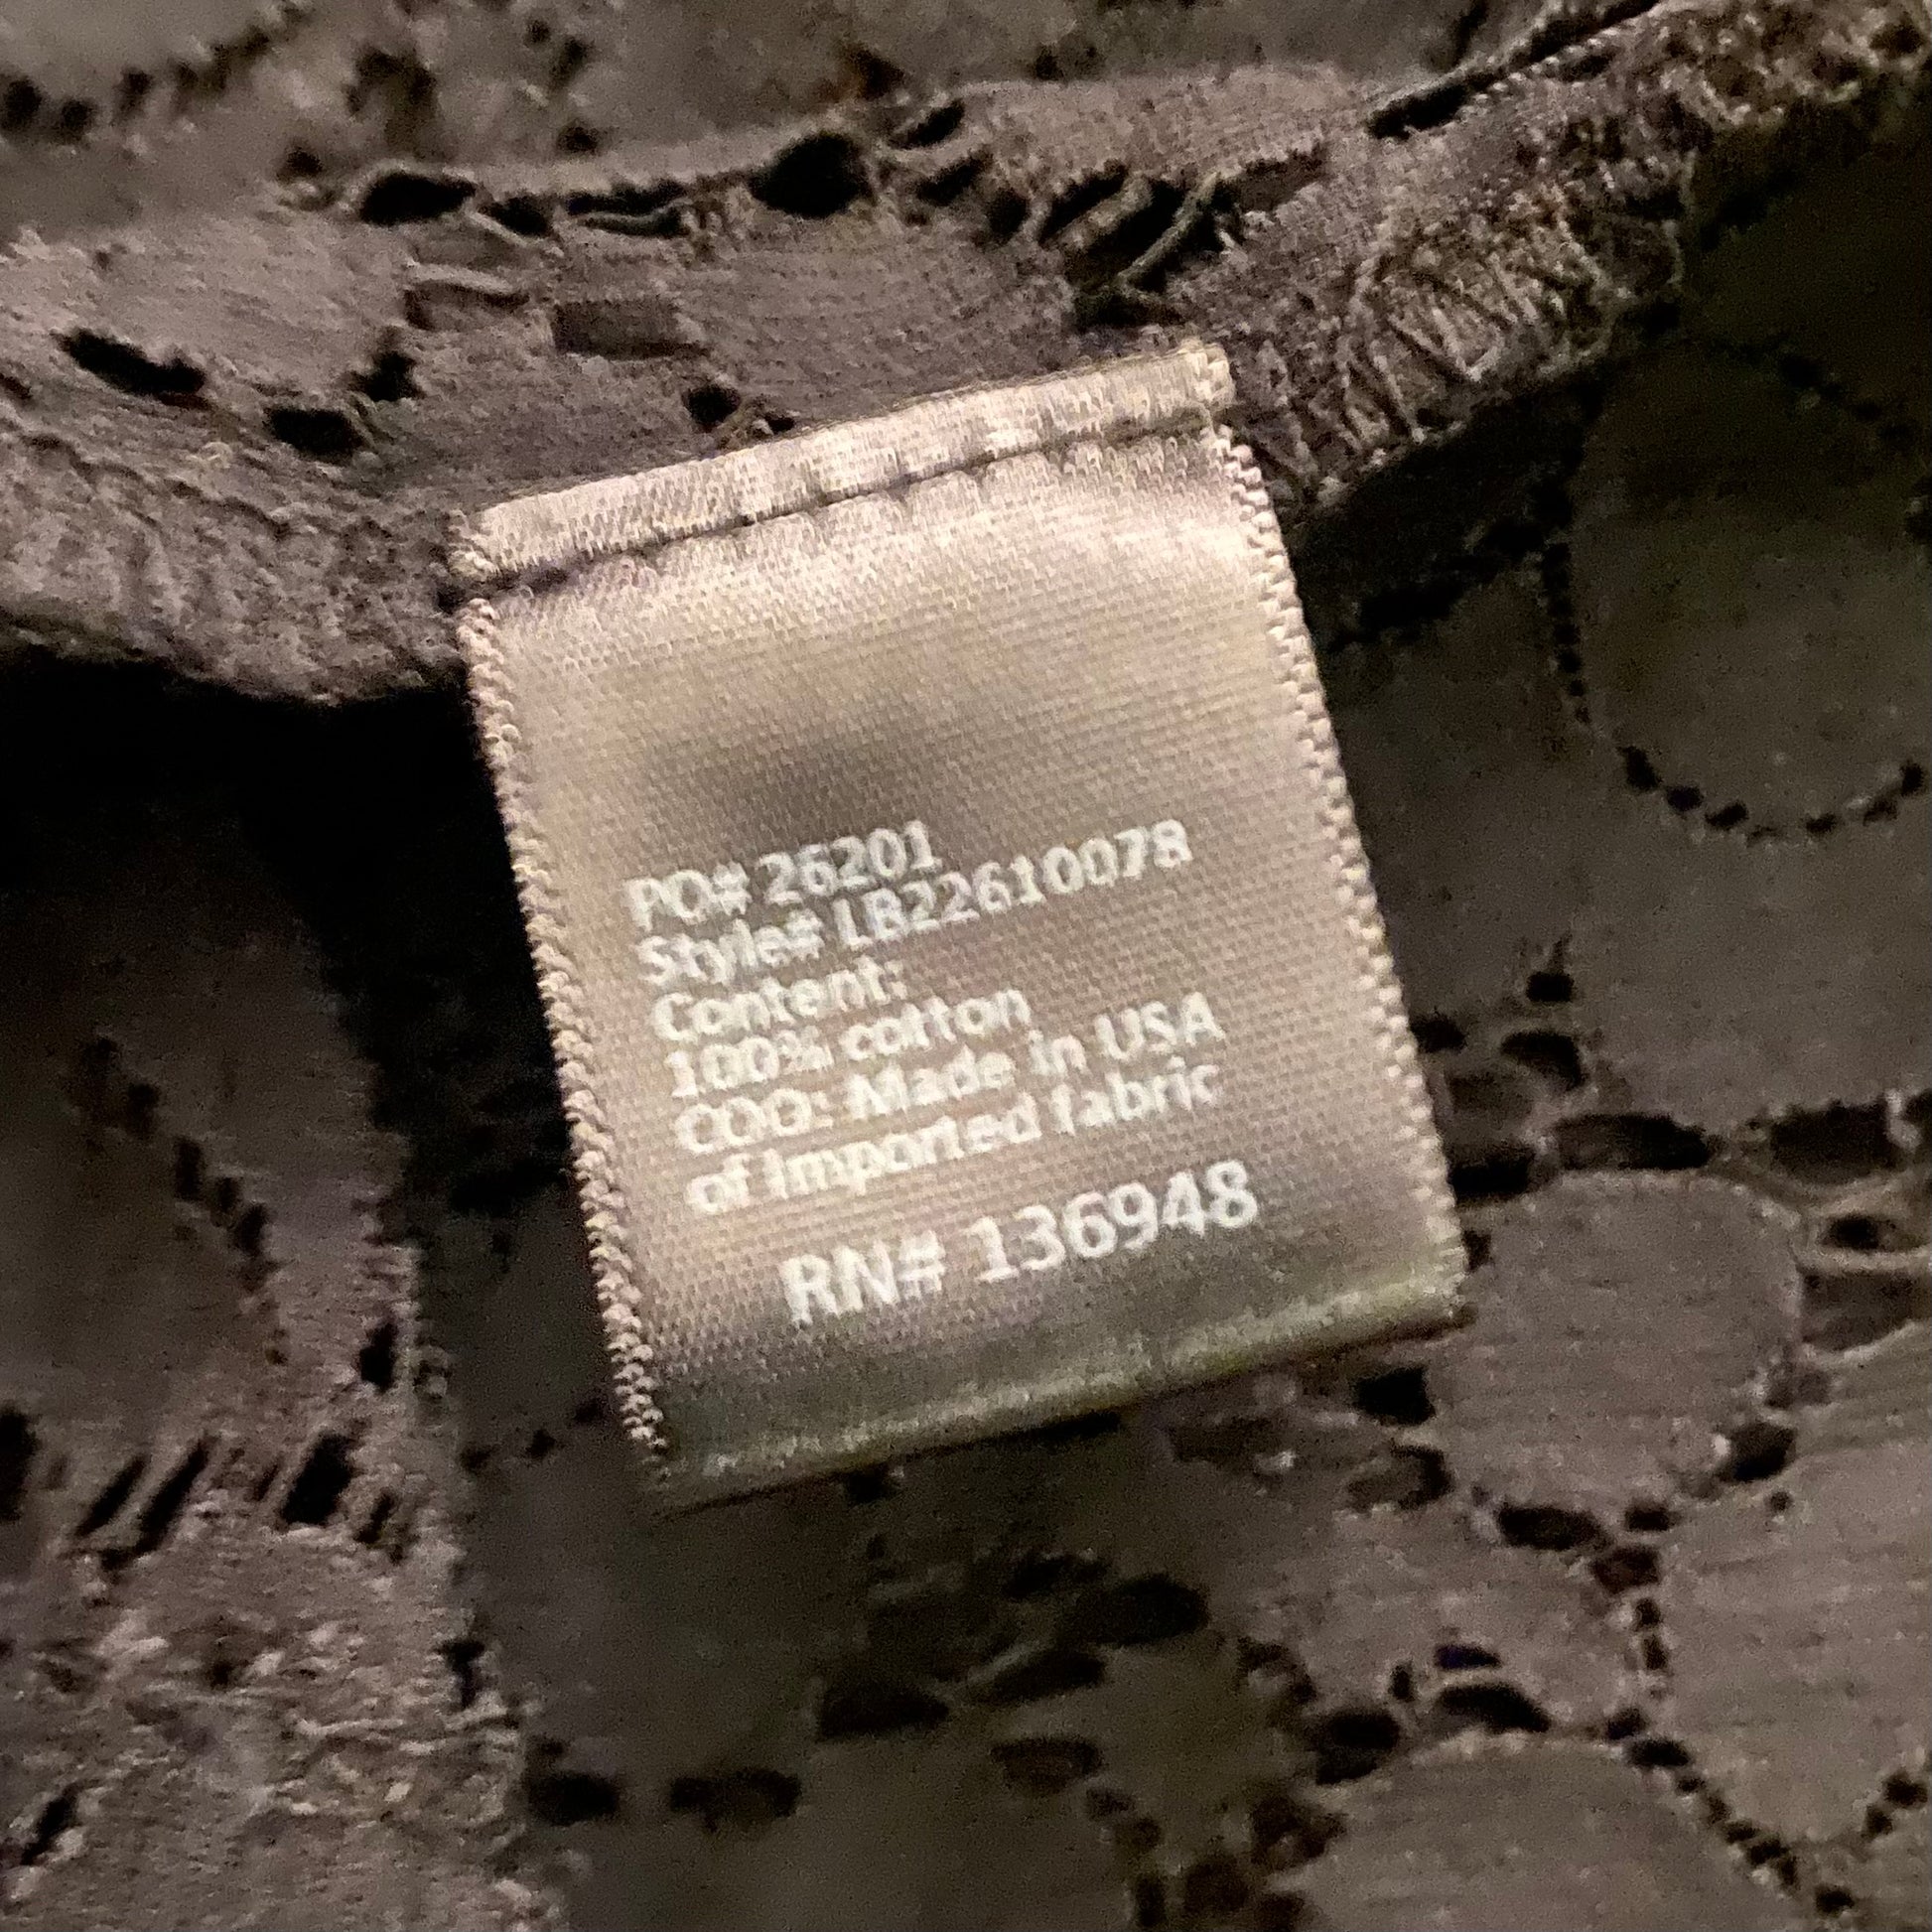 PO# 26201
Style# LB22610078
Content:
100% cotton
COO: Made in USA
of Imported fabric
RN# 136948